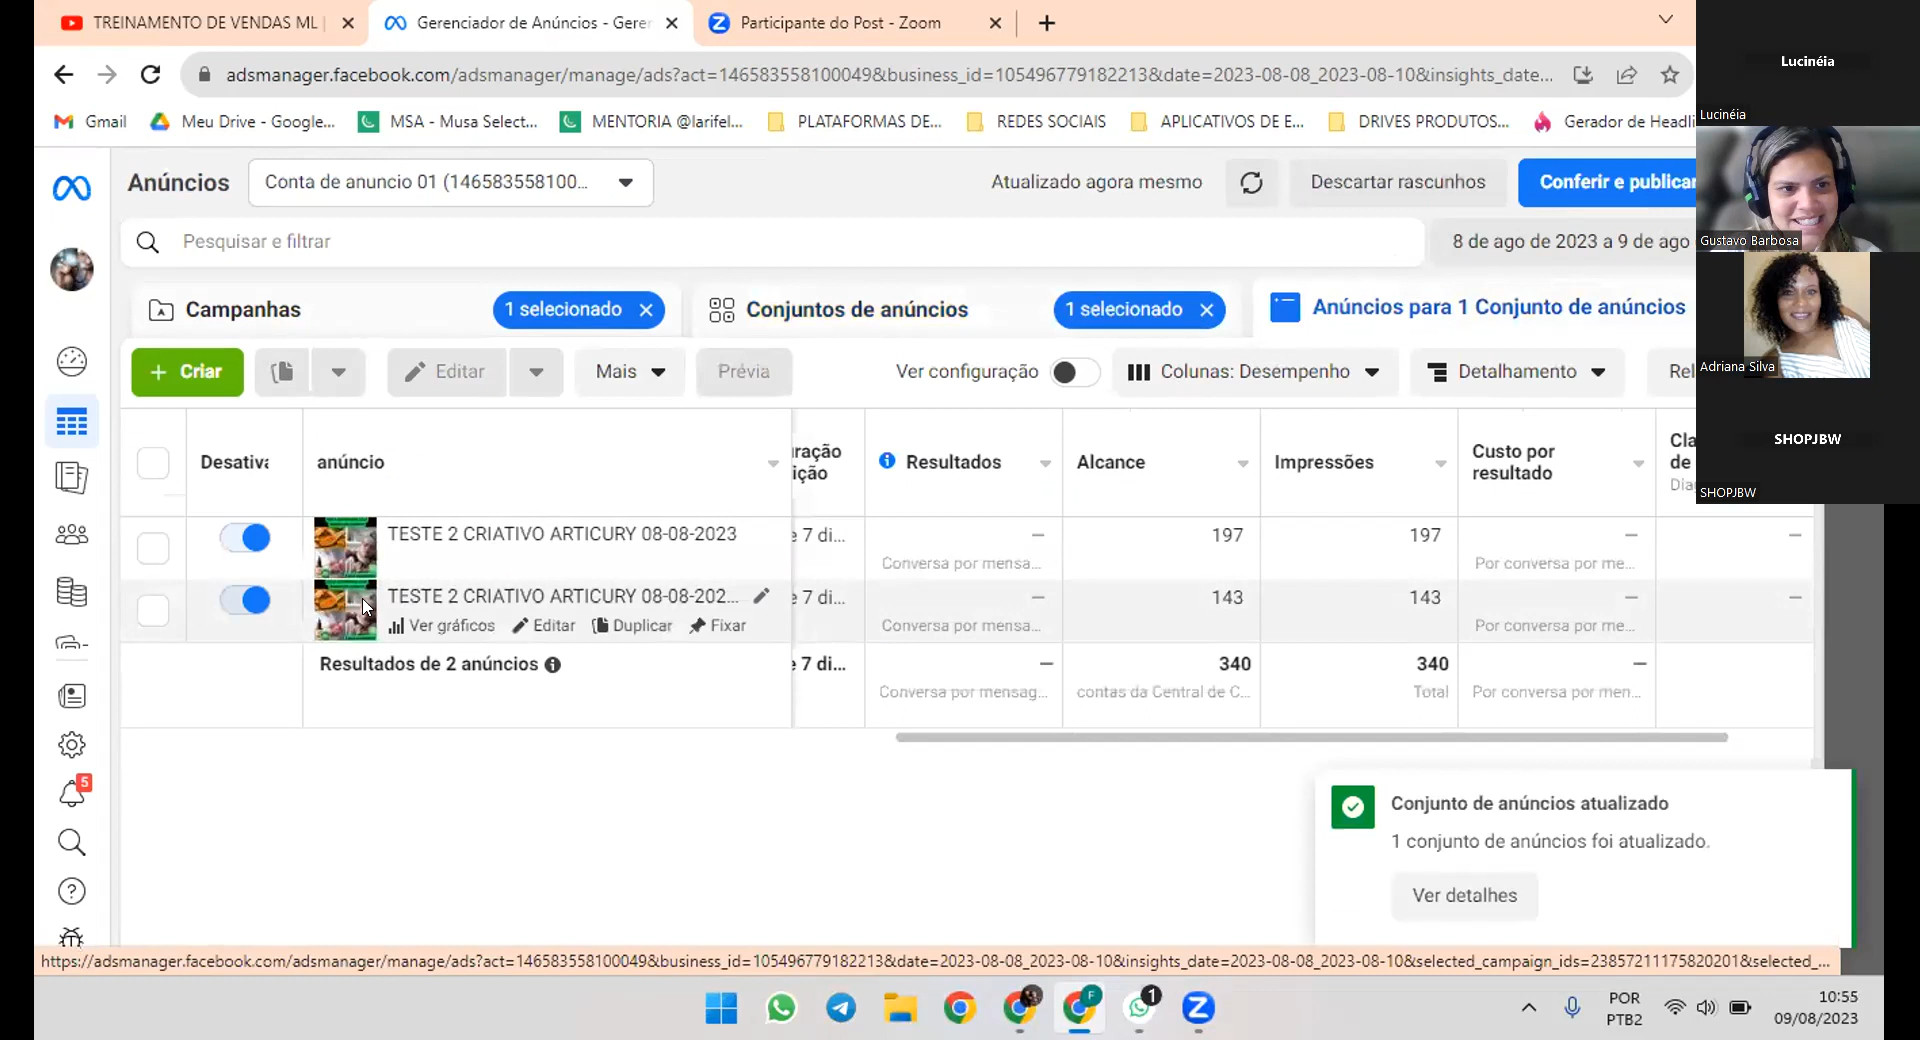 TREINAMENTO DE VENDAS ML |
Gerenciador de Anúncios - Geren
Participante do Post - Zoom
adsmanager.facebook.com/adsmanager/manage/ads?act=146583558100049&business_id=105496779182213&date=2023-08-08_2023-08-10&insights_date...
Gmail
Meu Drive - Google...
MSA - Musa Select...
MENTORIA @larifel...
PLATAFORMAS DE...
REDES SOCIAIS
APLICATIVOS DE E...
DRIVES PRODUTOS...
Gerador de Headli
Anúncios
Conta de anuncio 01 (146583558100...
Atualizado agora mesmo
Descartar rascunhos
Conferir e publicar
Pesquisar e filtrar
8 de ago de 2023 a 9 de ago
Campanhas
1 selecionado
Conjuntos de anúncios
1 selecionado
Anúncios para 1 Conjunto de anúncios
+ Criar
Editar
Mais
Prévia
Ver configuração
Colunas: Desempenho
Detalhamento
Rel
Desativa
anúncio
ração
ição
Resultados
Alcance
Impressões
Custo por
resultado
Cla
de
Dia
TESTE 2 CRIATIVO ARTICURY 08-08-2023
e 7 di...
—
197
197
—
—
Conversa por mensa...
Por conversa por me...
TESTE 2 CRIATIVO ARTICURY 08-08-202...
e 7 di...
—
143
143
—
—
Ver gráficos
Editar
Duplicar
Fixar
Conversa por mensa...
Por conversa por me...
Resultados de 2 anúncios
e 7 di...
—
340
340
—
Conversa por mensag...
contas da Central de C...
Total
Por conversa por men...
Conjunto de anúncios atualizado
1 conjunto de anúncios foi atualizado.
Ver detalhes
5
https://adsmanager.facebook.com/adsmanager/manage/ads?act=146583558100049&business_id=105496779182213&date=2023-08-08_2023-08-10&insights_date=2023-08-08_2023-08-10&selected_campaign_ids=23857211175820201&selected_...
F
1
POR
PTB2
10:55
09/08/2023
Lucinéia
Lucinéia
Gustavo Barbosa
Adriana Silva
SHOPJBW
SHOPJBW